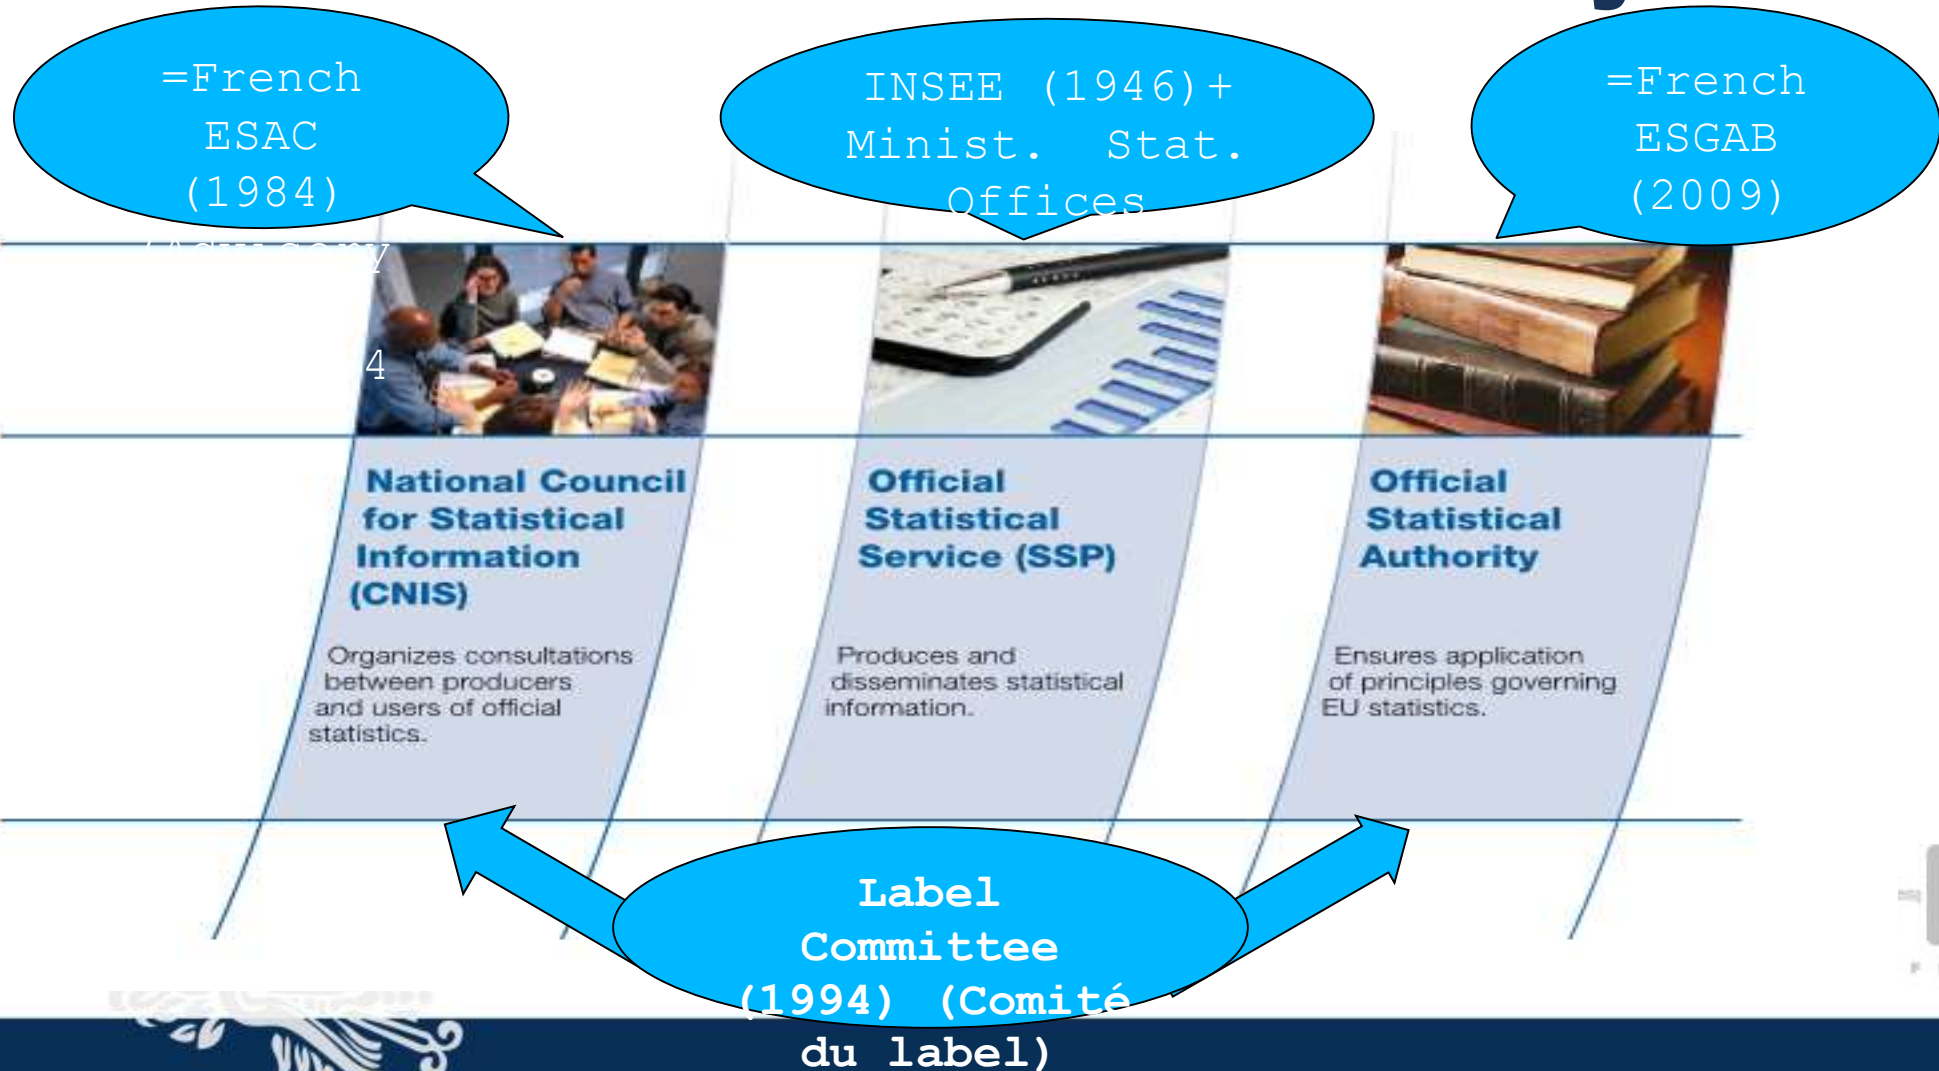 =French
ESAC
(1984)
4
INSEE (1946)+
Minist. Stat.
Offices
=French
ESGAB
(2009)
National Council
for Statistical
Information
(CNIS)
Organizes consultations
between producers
and users of official
statistics.
Official
Statistical
Service (SSP)
Produces and
disseminates statistical
information.
Official
Statistical
Authority
Ensures application
of principles governing
EU statistics.
Label
Committee
(1994) (Comité
du label)